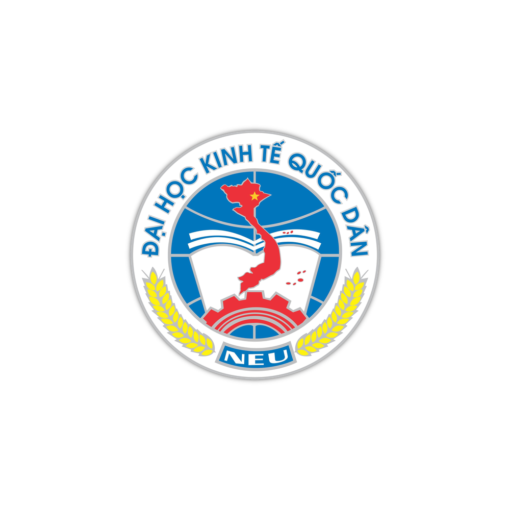 ĐẠI HỌC KINH TẾ QUỐC DÂN
NEU